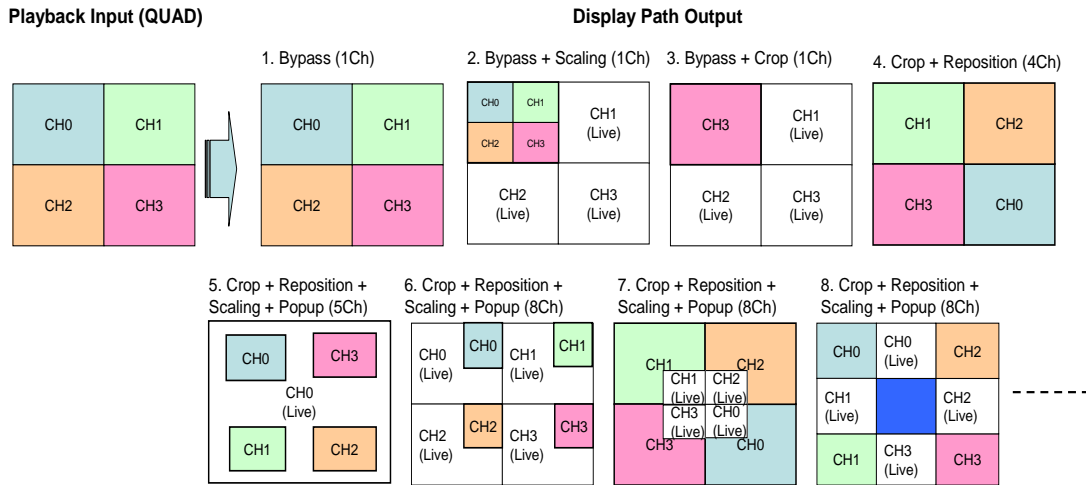 Playback Input (QUAD)
Display Path Output
CH0
CH1
CH2
CH3
1. Bypass (1Ch)
CH0
CH1
CH2
CH3
2. Bypass + Scaling (1Ch)
CH0
CH1
CH2
CH3
CH1
(Live)
CH2
(Live)
CH3
(Live)
3. Bypass + Crop (1Ch)
CH3
CH1
(Live)
CH2
(Live)
CH3
(Live)
4. Crop + Reposition (4Ch)
CH1
CH2
CH3
CH0
5. Crop + Reposition +
Scaling + Popup (5Ch)
CH0
CH3
CH0
(Live)
CH1
CH2
6. Crop + Reposition +
Scaling + Popup (8Ch)
CH0
(Live)
CH0
CH1
(Live)
CH1
CH2
(Live)
CH2
CH3
(Live)
CH3
7. Crop + Reposition +
Scaling + Popup (8Ch)
CH1
CH2
CH1
(Live)
CH2
(Live)
CH3
(Live)
CH0
(Live)
CH3
CH0
8. Crop + Reposition +
Scaling + Popup (8Ch)
CH0
CH0
(Live)
CH2
CH1
(Live)
CH2
(Live)
CH1
CH3
(Live)
CH3